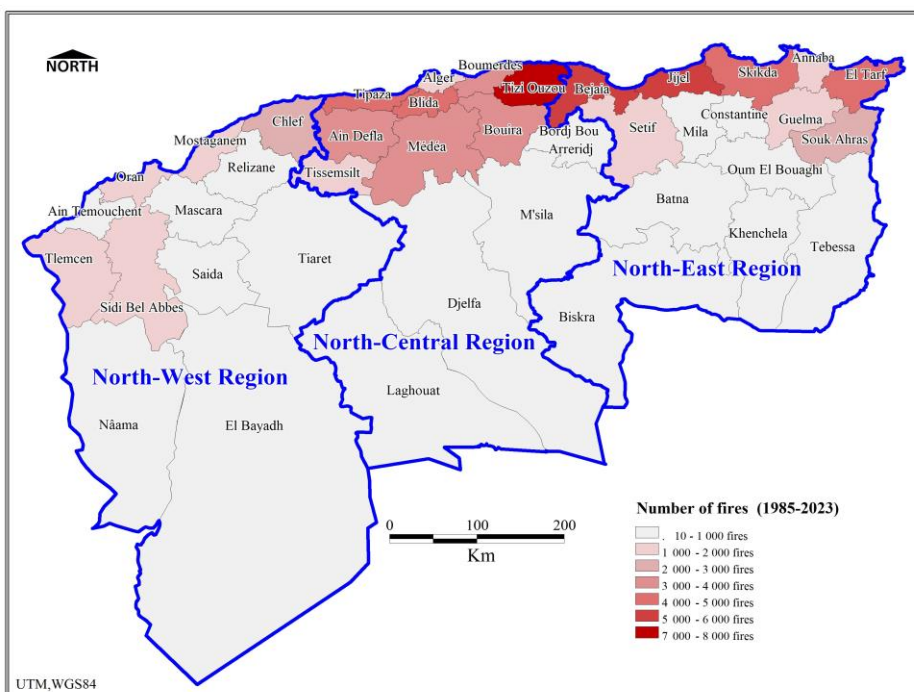 NORTH
Annaba
Boumerdes
Alger
Jijel
Skikda
El Tarf
Tizi Ouzou
Bejaia
Tipaza
Blida
Constantine
Guelma
Chlef
Mostaganem
Ain Defla
Médéa
Bouira
Bordj Bou
Arreridj
Setif
Mila
Souk Ahras
Relizane
Tissemsilt
Oum El Bouaghi
Oran
Ain Temouchent
Mascara
M'sila
Batna
Khenchela
Tebessa
Tlemcen
Saida
Tiaret
North-East Region
Sidi Bel Abbes
Djelfa
Biskra
North-Central Region
North-West Region
Laghouat
Nâama
El Bayadh
Number of fires (1985-2023)
. 10 - 1 000 fires
1 000 - 2 000 fires
2 000 - 3 000 fires
3 000 - 4 000 fires
4 000 - 5 000 fires
5 000 - 6 000 fires
7 000 - 8 000 fires
0 100 200
Km
UTM,WGS84